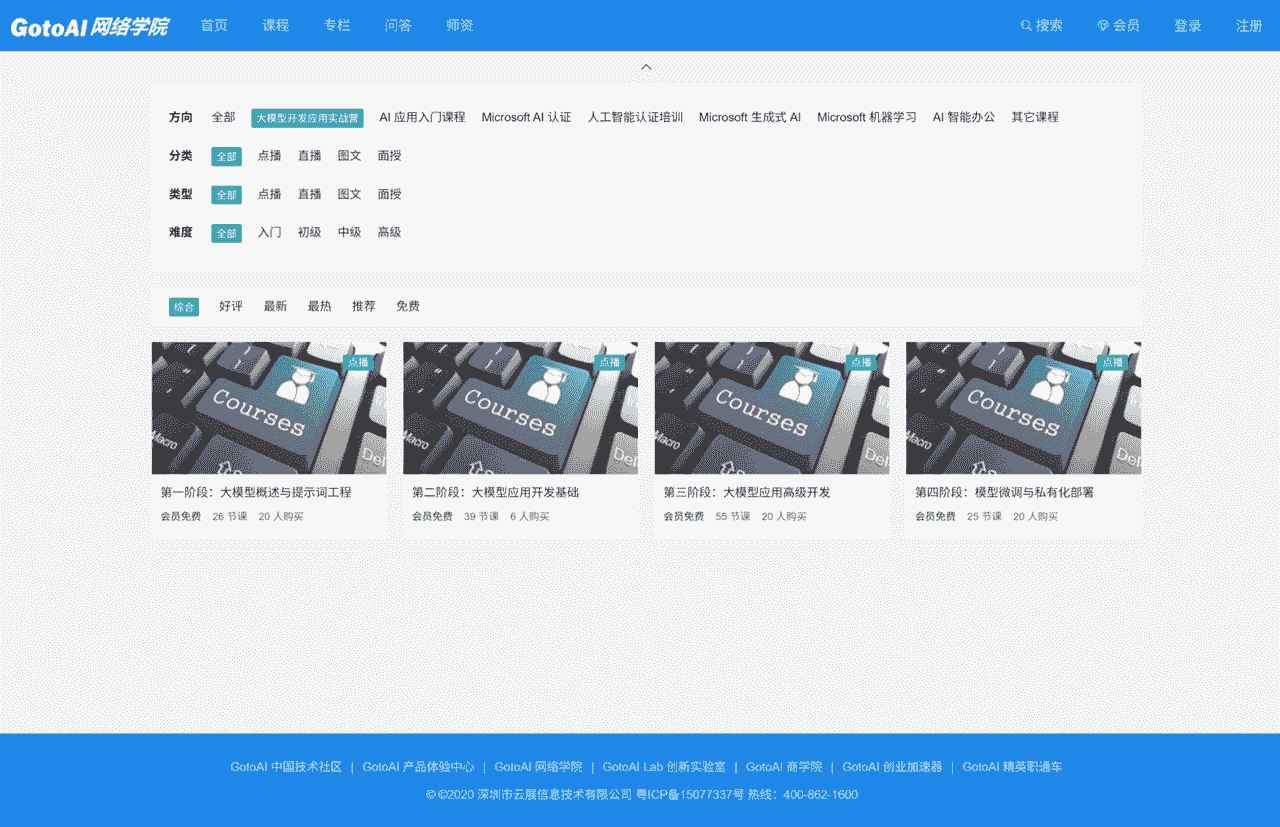 GotoAI 网络学院 首页 课程 专栏 问答 师资 搜索 会员 登录 注册
方向 全部 大模型开发应用实战营 AI 应用入门课程 Microsoft AI 认证 人工智能认证培训 Microsoft 生成式 AI Microsoft 机器学习 AI 智能办公 其它课程
分类 全部 点播 直播 图文 面授
类型 全部 点播 直播 图文 面授
难度 全部 入门 初级 中级 高级
综合 好评 最新 最热 推荐 免费
点播 点播 点播 点播
Courses Courses Courses Courses
Macro Del Macro Del Macro Del Macro Del
第一阶段：大模型概述与提示词工程 第二阶段：大模型应用开发基础 第三阶段：大模型应用高级开发 第四阶段：模型微调与私有化部署
会员免费 26 节课 20 人购买 会员免费 39 节课 6 人购买 会员免费 55 节课 20 人购买 会员免费 25 节课 20 人购买
GotoAI 中国技术社区 | GotoAI 产品体验中心 | GotoAI 网络学院 | GotoAI Lab 创新实验室 | GotoAI 商学院 | GotoAI 创业加速器 | GotoAI 精英职通车
© ©2020 深圳市云展信息技术有限公司 粤ICP备15077337号 热线：400-862-1600